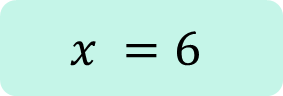 x = 6